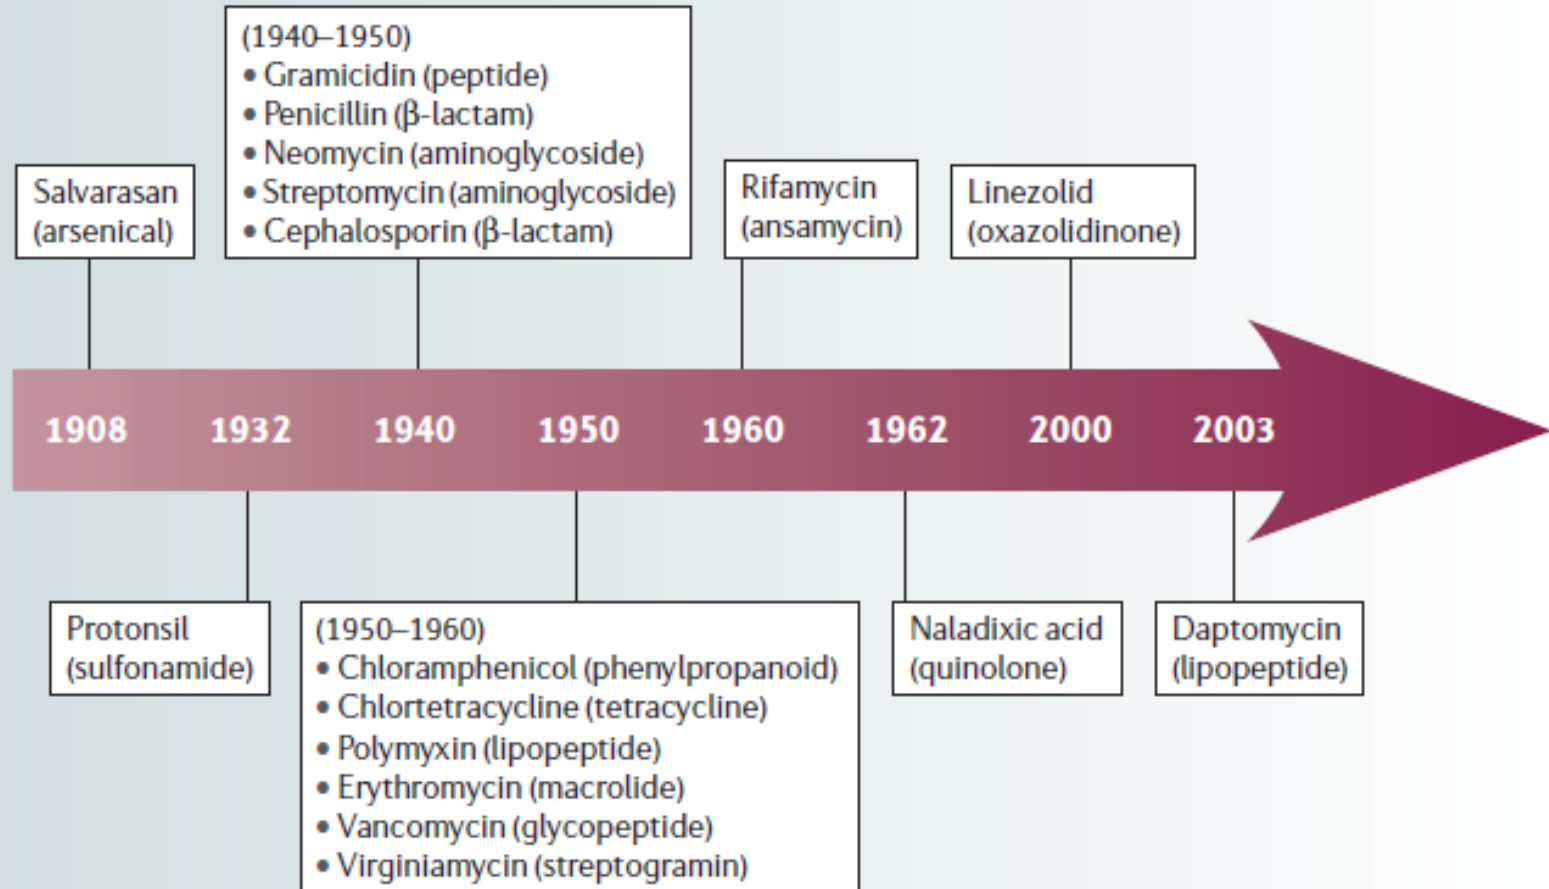 (1940–1950)
• Gramicidin (peptide)
• Penicillin (β-lactam)
• Neomycin (aminoglycoside)
• Streptomycin (aminoglycoside)
• Cephalosporin (β-lactam)
Salvarasan
(arsenical)
Rifamycin
(ansamycin)
Linezolid
(oxazolidinone)
1908 1932 1940 1950 1960 1962 2000 2003
Protonsil
(sulfonamide)
(1950–1960)
• Chloramphenicol (phenylpropanoid)
• Chlortetracycline (tetracycline)
• Polymyxin (lipopeptide)
• Erythromycin (macrolide)
• Vancomycin (glycopeptide)
• Virginiamycin (streptogramin)
Naladixic acid
(quinolone)
Daptomycin
(lipopeptide)